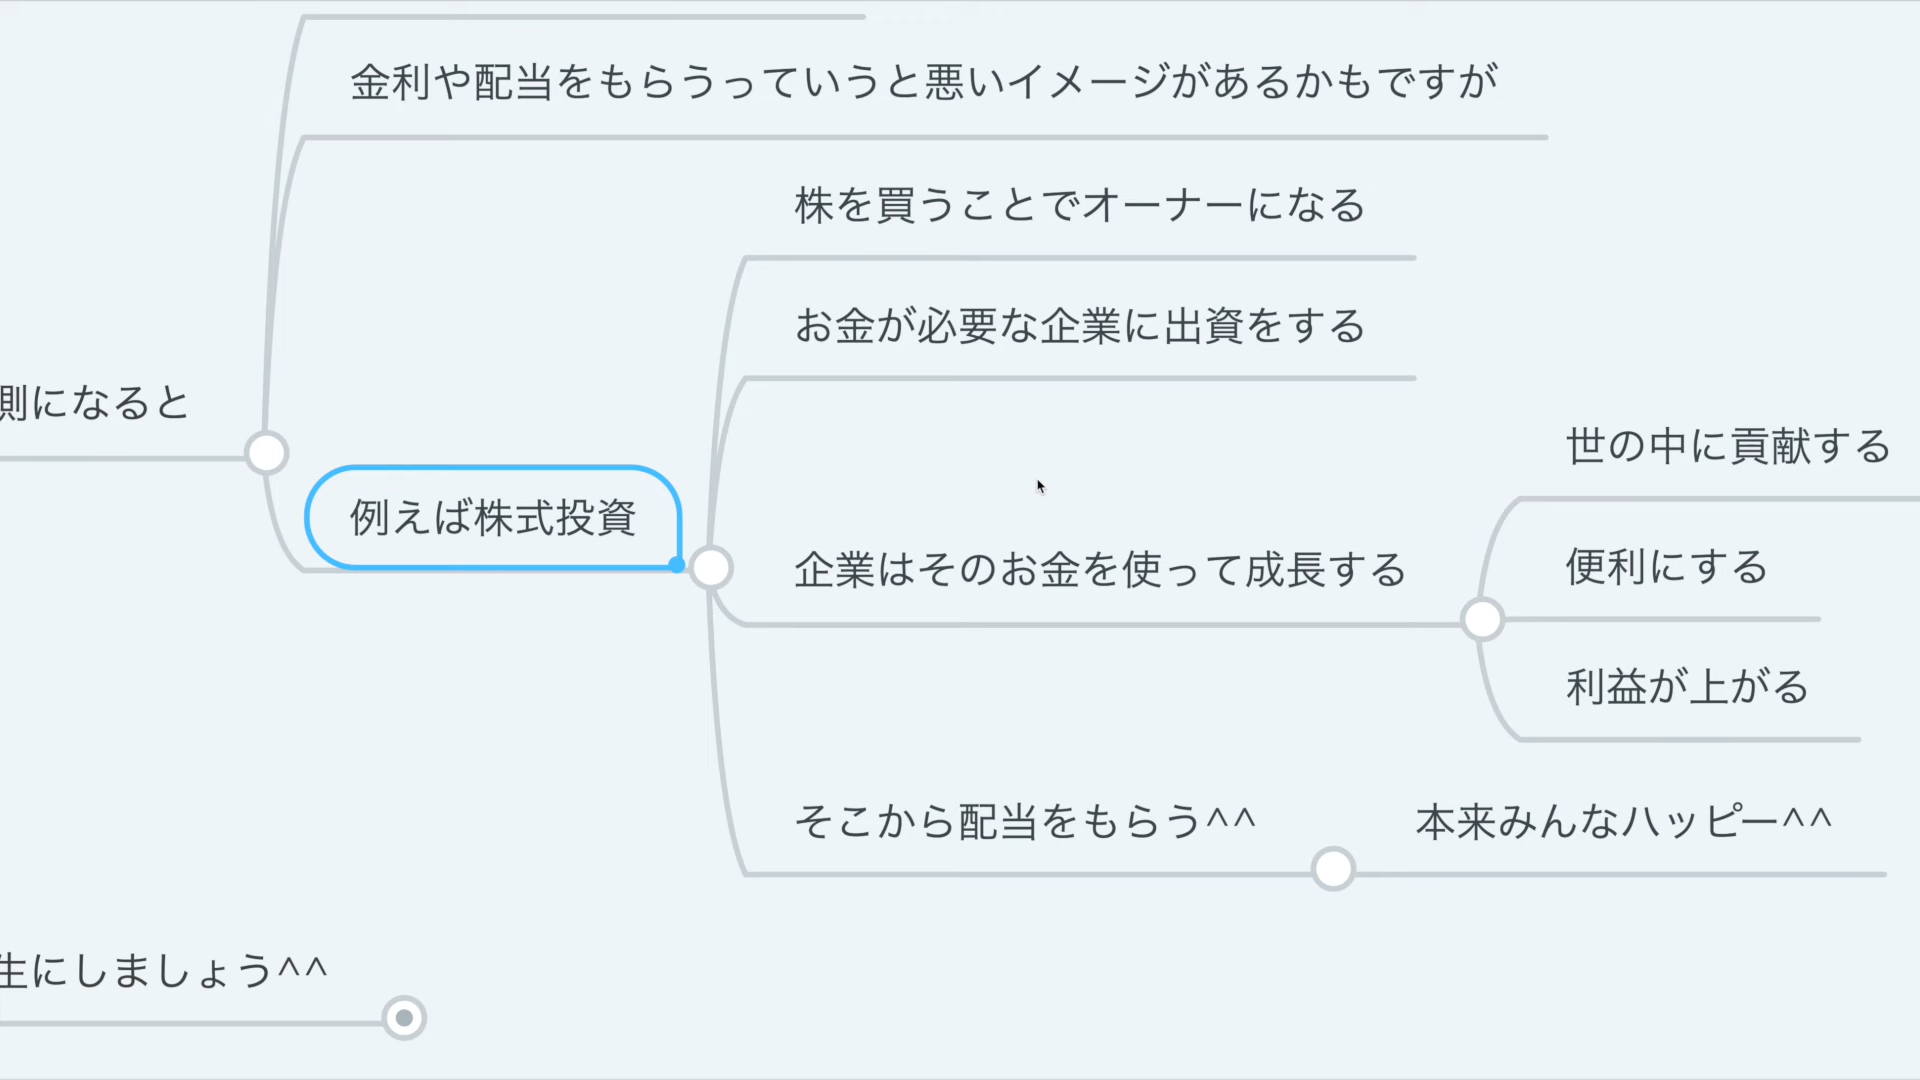 金利や配当をもらうっていうと悪いイメージがあるかもですが
株を買うことでオーナーになる
お金が必要な企業に出資をする
側になると
例えば株式投資
企業はそのお金を使って成長する
世の中に貢献する
便利にする
利益が上がる
そこから配当をもらう^^
本来みんなハッピー^^
生にしましょう^^